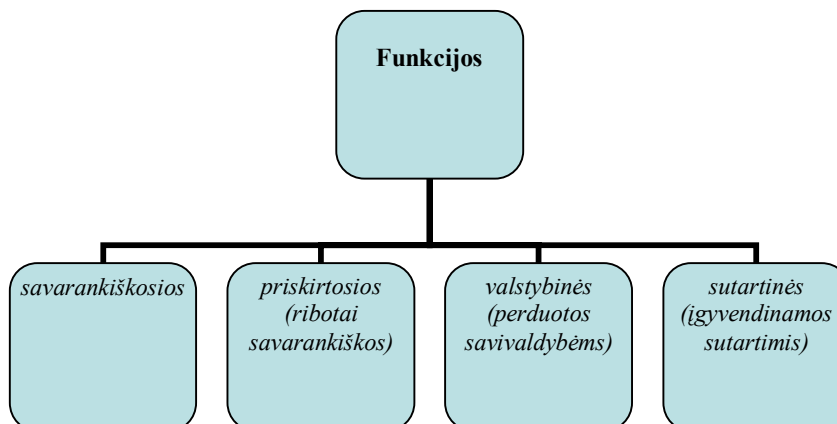 Funkcijos
savarankiškosios
priskirtosios
(ribotai
savarankiškos)
valstybinės
(perduotos
savivaldybėms)
sutartinės
(įgyvendinamos
sutartimis)